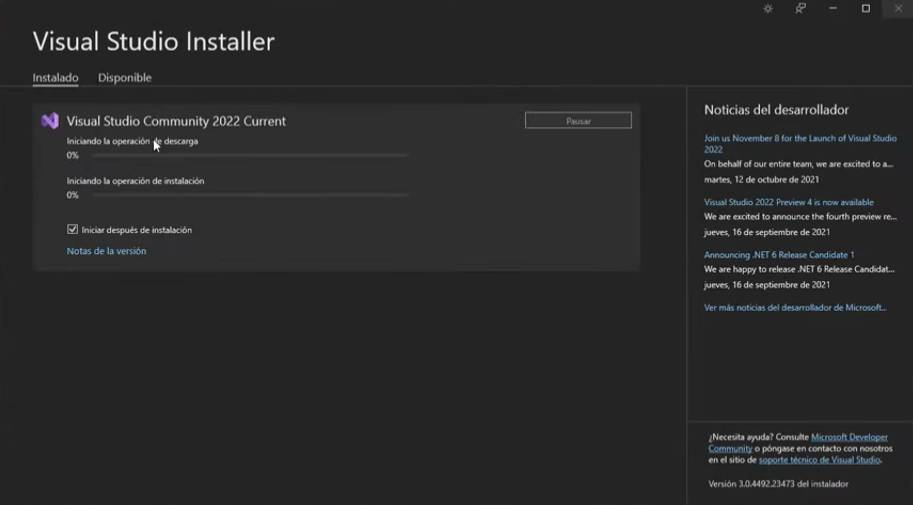 Visual Studio Installer
Instalado
Disponible
Visual Studio Community 2022 Current
Pausar
Iniciando la operación de descarga
0%
Iniciando la operación de instalación
0%
Iniciar después de instalación
Notas de la versión
Noticias del desarrollador
Join us November 8 for the Launch of Visual Studio
2022
On behalf of our entire team, we are excited to a...
martes, 12 de octubre de 2021
Visual Studio 2022 Preview 4 is now available
We are excited to announce the fourth preview re...
jueves, 16 de septiembre de 2021
Announcing .NET 6 Release Candidate 1
We are happy to release .NET 6 Release Candidat...
jueves, 16 de septiembre de 2021
Ver más noticias del desarrollador de Microsoft...
¿Necesita ayuda? Consulte Microsoft Developer
Community o póngase en contacto con nosotros
en el sitio de soporte técnico de Visual Studio.
Versión 3.0.4492.23473 del instalador